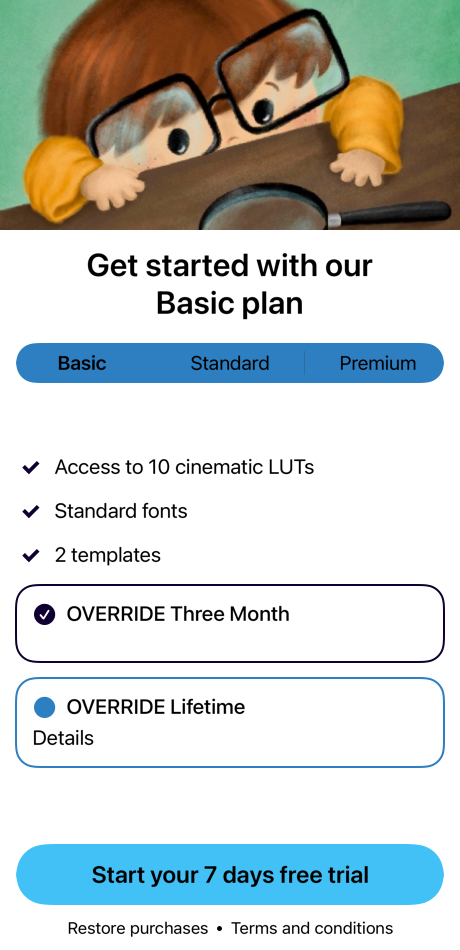 Get started with our
Basic plan
Basic Standard Premium
Access to 10 cinematic LUTs
Standard fonts
2 templates
OVERRIDE Three Month
OVERRIDE Lifetime
Details
Start your 7 days free trial
Restore purchases • Terms and conditions